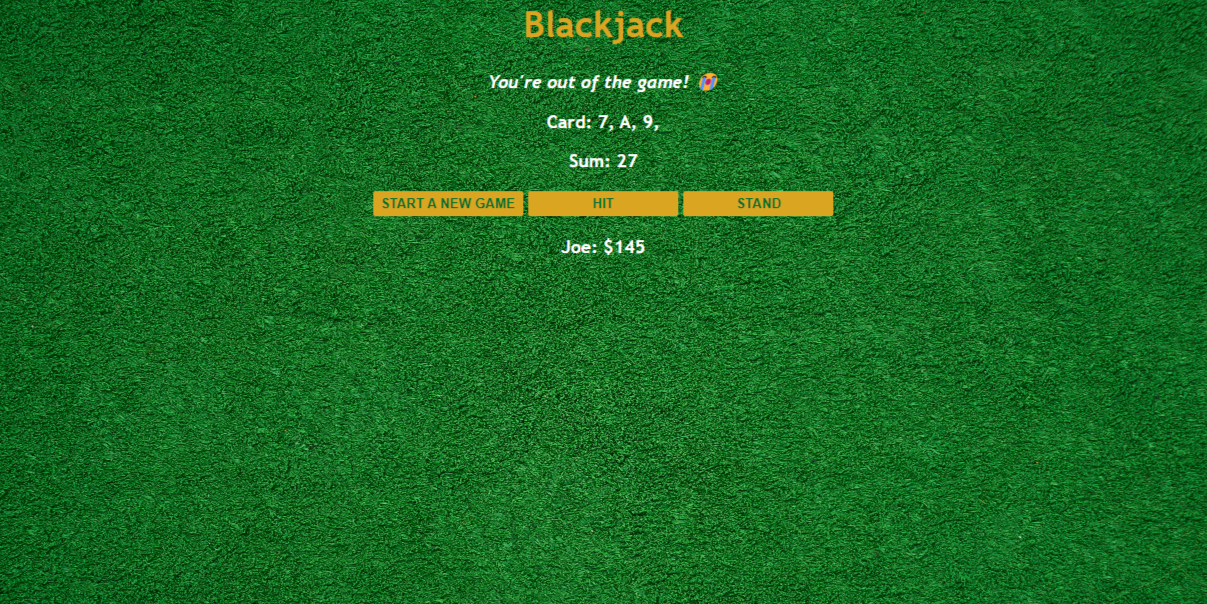 Blackjack
You're out of the game! 😭
Card: 7, A, 9,
Sum: 27
START A NEW GAME HIT STAND
Joe: $145